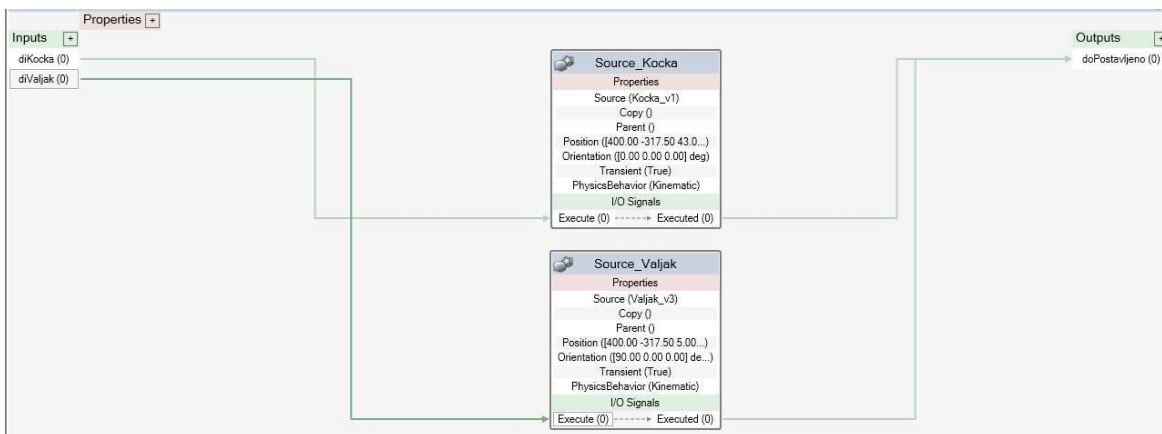 Properties +
Inputs +
diKocka (0)
diValjak (0)
Source_Kocka
Properties
Source (Kocka_v1)
Copy ()
Parent ()
Position ([400.00 -317.50 43.0...)
Orientation ([0.00 0.00 0.00] deg)
Transient (True)
PhysicsBehavior (Kinematic)
I/O Signals
Execute (0) Executed (0)
Source_Valjak
Properties
Source (Valjak_v3)
Copy ()
Parent ()
Position ([400.00 -317.50 5.00...)
Orientation ([90.00 0.00 0.00] de...)
Transient (True)
PhysicsBehavior (Kinematic)
I/O Signals
Execute (0) Executed (0)
Outputs +
doPostavljeno (0)